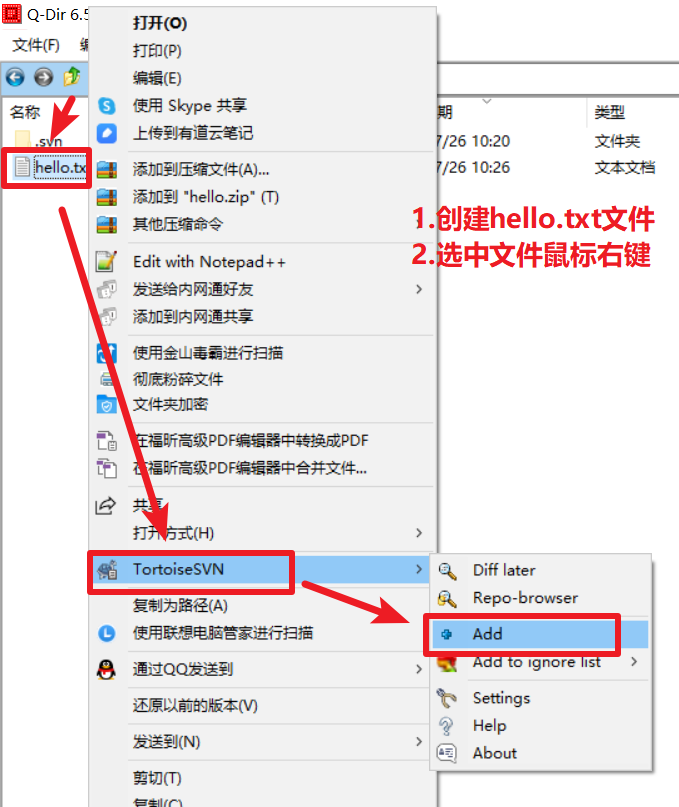 Q-Dir 6.5
打开(O)
文件(F)
打印(P)
编辑(E)
使用 Skype 共享
名称
上传到有道云笔记
期
类型
.svn
7/26 10:20
文件夹
hello.tx
添加到压缩文件(A)...
7/26 10:26
文本文档
添加到 "hello.zip" (T)
其他压缩命令
1.创建hello.txt文件
2.选中文件鼠标右键
Edit with Notepad++
发送给内网通好友
添加到内网通共享
使用金山毒霸进行扫描
彻底粉碎文件
文件夹加密
在福昕高级PDF编辑器中转换成PDF
在福昕高级PDF编辑器中合并文件...
共享
打开方式(H)
TortoiseSVN
Diff later
Repo-browser
复制为路径(A)
使用联想电脑管家进行扫描
Add
Add to ignore list
通过QQ发送到
还原以前的版本(V)
Settings
Help
发送到(N)
About
剪切(T)
复制(C)